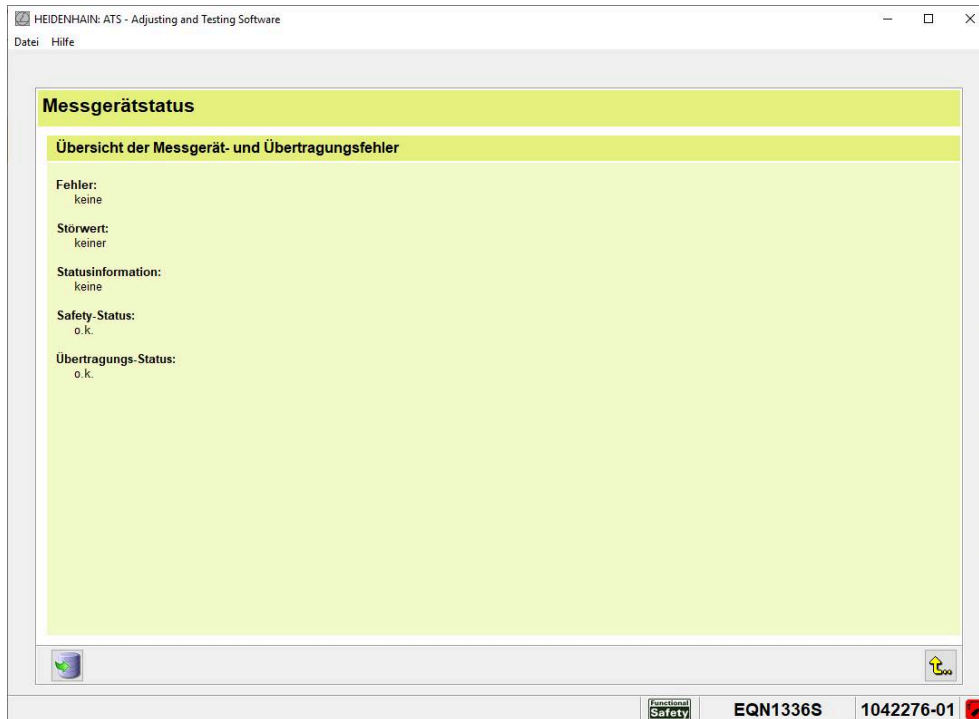 HEIDENHAIN: ATS - Adjusting and Testing Software
Datei Hilfe
Messgerätstatus
Übersicht der Messgerät- und Übertragungsfehler
Fehler:
keine
Störwert:
keiner
Statusinformation:
keine
Safety-Status:
o.k.
Übertragungs-Status:
o.k.
Functional
Safety
EQN1336S
1042276-01